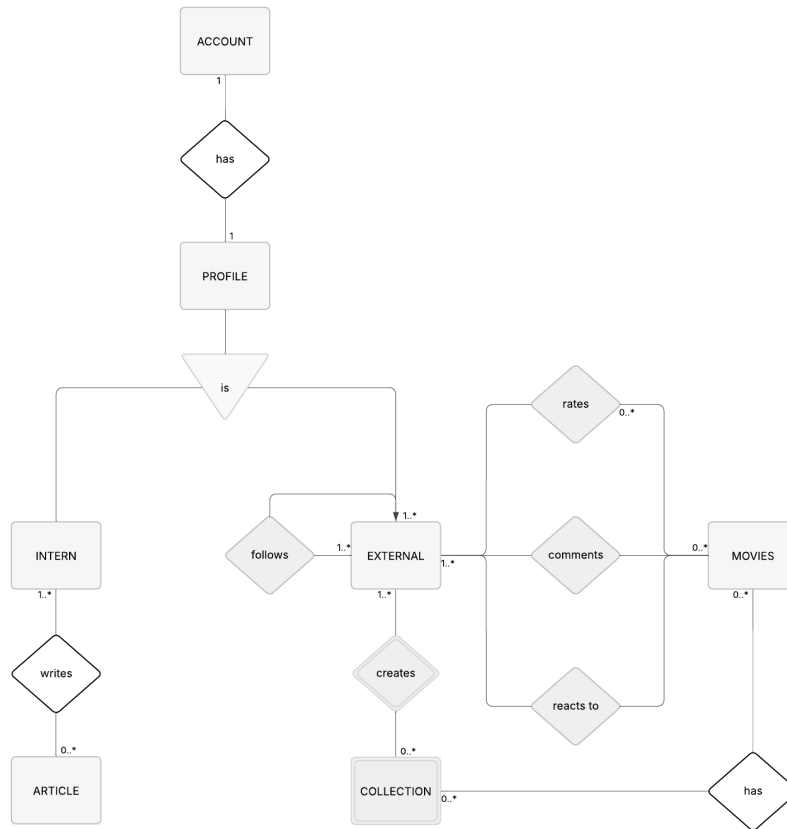 ACCOUNT
1
has
1
PROFILE
is
rates
0..*
1..*
INTERN
follows
1..*
EXTERNAL
1..*
comments
0..*
MOVIES
1..*
1..*
0..*
writes
creates
reacts to
0..*
0..*
ARTICLE
COLLECTION
0..*
has